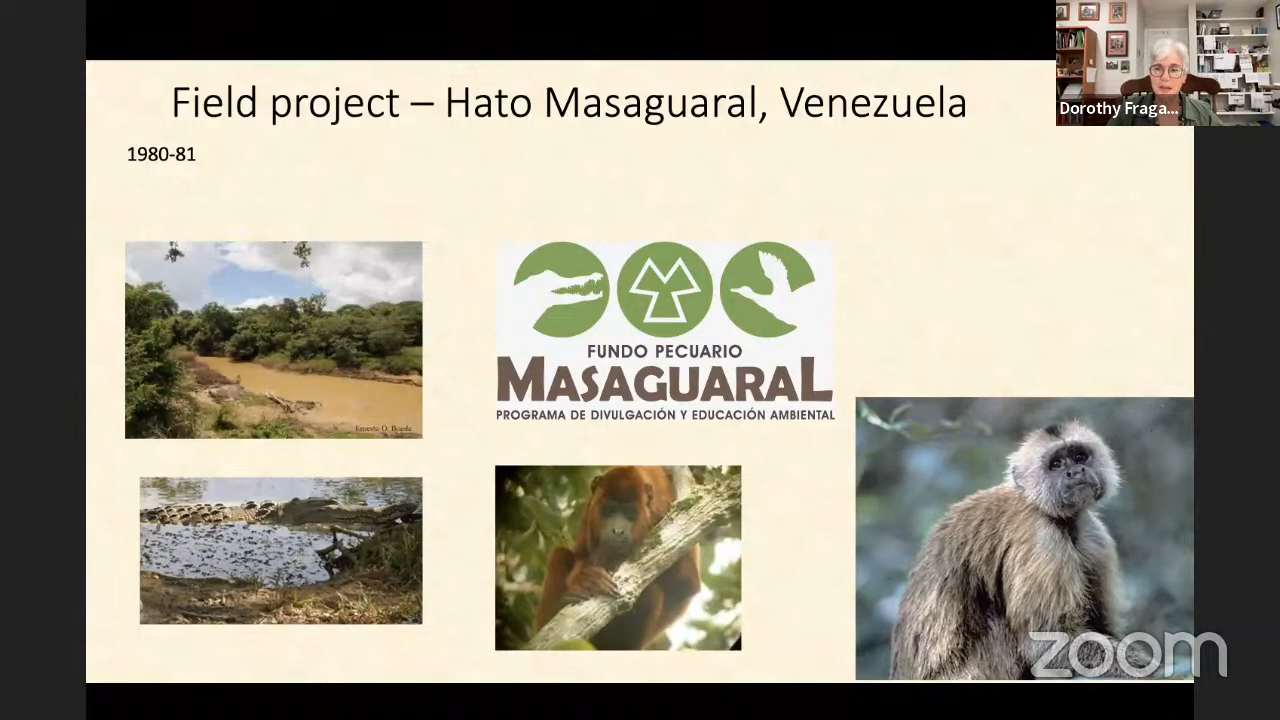 Field project – Hato Masaguaral, Venezuela
Dorothy Fraga...
1980-81
FUNDO PECUARIO
MASAGUARAL
PROGRAMA DE DIVULGACIÓN Y EDUCACIÓN AMBIENTAL
Ernesto O. Boede
zoom